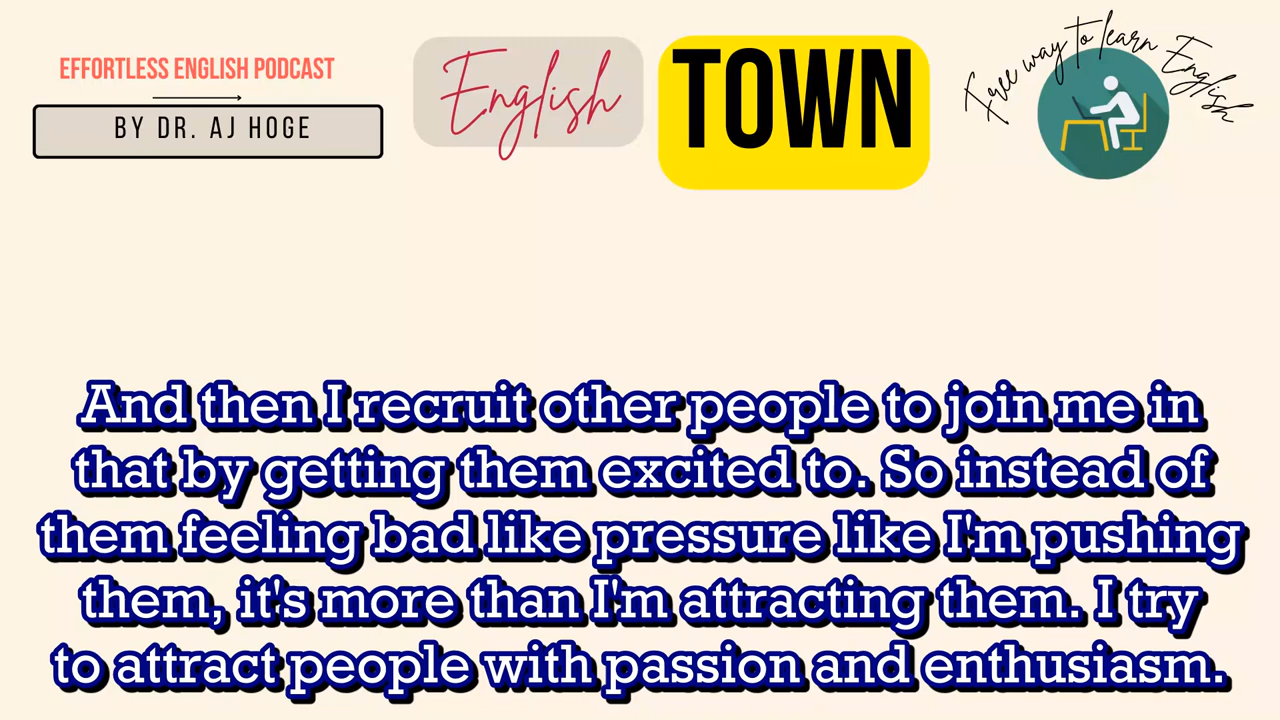 EFFORTLESS ENGLISH PODCAST
BY DR. AJ HOGE
English
TOWN
Free way to learn English
And then I recruit other people to join me in
that by getting them excited to. So instead of
them feeling bad like pressure like I'm pushing
them, it's more than I'm attracting them. I try
to attract people with passion and enthusiasm.